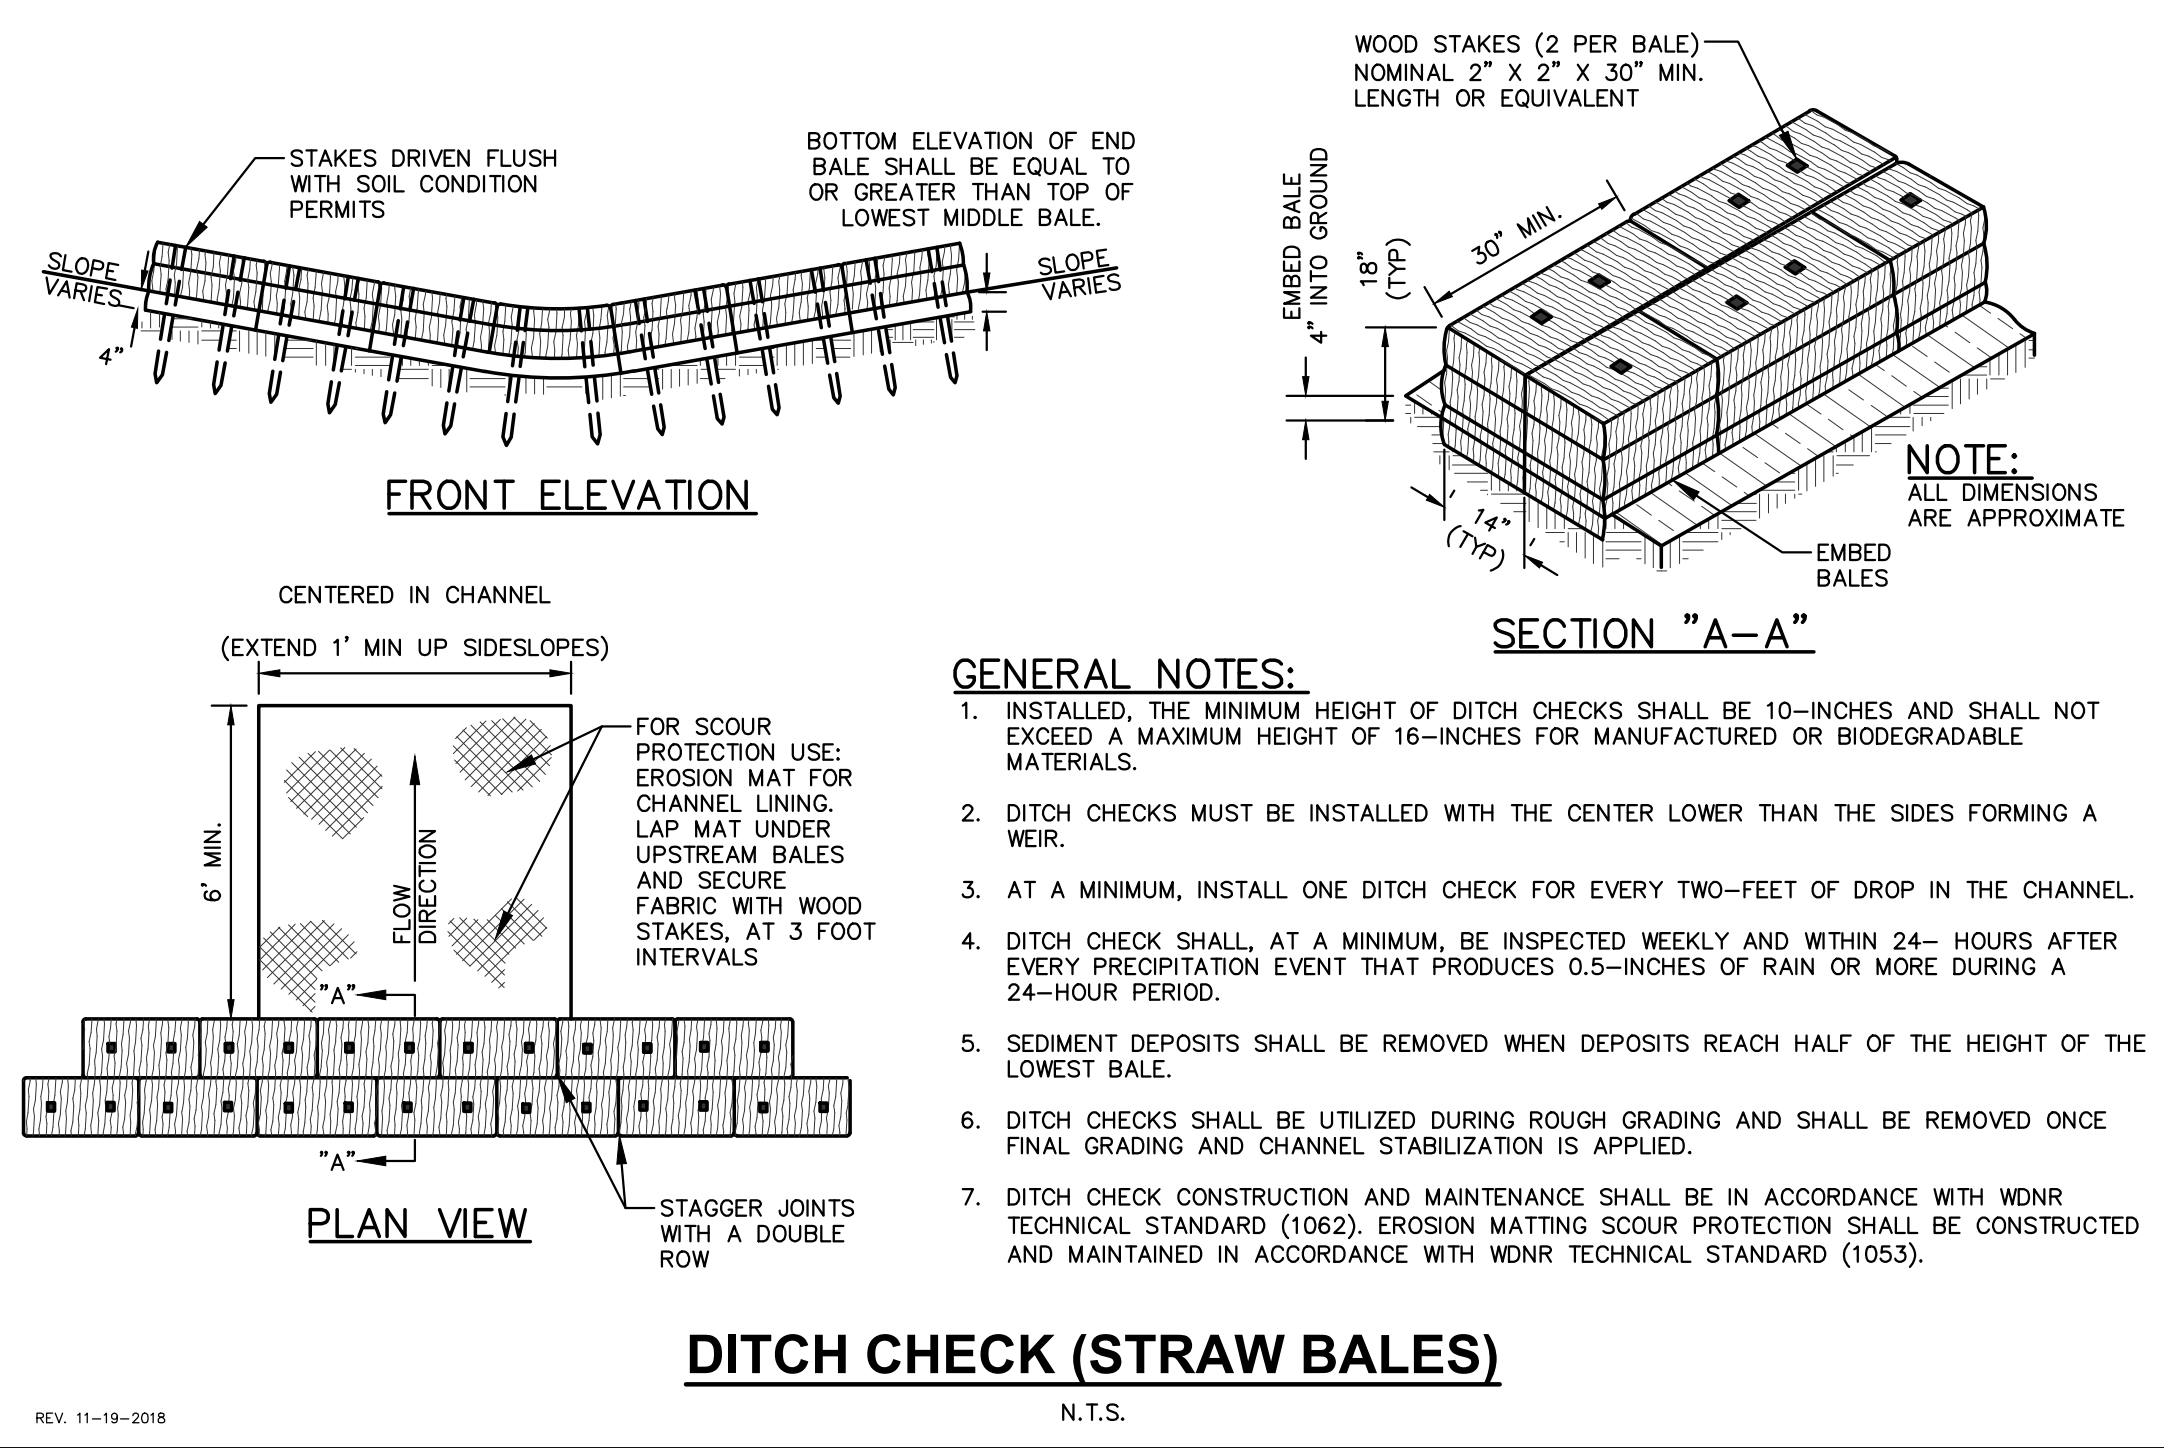 STAKES DRIVEN FLUSH
WITH SOIL CONDITION
PERMITS
BOTTOM ELEVATION OF END
BALE SHALL BE EQUAL TO
OR GREATER THAN TOP OF
LOWEST MIDDLE BALE.
SLOPE
VARIES
4"
SLOPE
VARIES
FRONT ELEVATION
WOOD STAKES (2 PER BALE)
NOMINAL 2" X 2" X 30" MIN.
LENGTH OR EQUIVALENT
30" MIN.
EMBED BALE
4" INTO GROUND
18"
(TYP)
14"
(TYP)
NOTE:
ALL DIMENSIONS
ARE APPROXIMATE
EMBED
BALES
SECTION "A-A"
CENTERED IN CHANNEL
(EXTEND 1' MIN UP SIDESLOPES)
6' MIN.
FLOW
DIRECTION
FOR SCOUR
PROTECTION USE:
EROSION MAT FOR
CHANNEL LINING.
LAP MAT UNDER
UPSTREAM BALES
AND SECURE
FABRIC WITH WOOD
STAKES, AT 3 FOOT
INTERVALS
"A"
"A"
STAGGER JOINTS
WITH A DOUBLE
ROW
PLAN VIEW
GENERAL NOTES:
1. INSTALLED, THE MINIMUM HEIGHT OF DITCH CHECKS SHALL BE 10-INCHES AND SHALL NOT
EXCEED A MAXIMUM HEIGHT OF 16-INCHES FOR MANUFACTURED OR BIODEGRADABLE
MATERIALS.
2. DITCH CHECKS MUST BE INSTALLED WITH THE CENTER LOWER THAN THE SIDES FORMING A
WEIR.
3. AT A MINIMUM, INSTALL ONE DITCH CHECK FOR EVERY TWO-FEET OF DROP IN THE CHANNEL.
4. DITCH CHECK SHALL, AT A MINIMUM, BE INSPECTED WEEKLY AND WITHIN 24- HOURS AFTER
EVERY PRECIPITATION EVENT THAT PRODUCES 0.5-INCHES OF RAIN OR MORE DURING A
24-HOUR PERIOD.
5. SEDIMENT DEPOSITS SHALL BE REMOVED WHEN DEPOSITS REACH HALF OF THE HEIGHT OF THE
LOWEST BALE.
6. DITCH CHECKS SHALL BE UTILIZED DURING ROUGH GRADING AND SHALL BE REMOVED ONCE
FINAL GRADING AND CHANNEL STABILIZATION IS APPLIED.
7. DITCH CHECK CONSTRUCTION AND MAINTENANCE SHALL BE IN ACCORDANCE WITH WDNR
TECHNICAL STANDARD (1062). EROSION MATTING SCOUR PROTECTION SHALL BE CONSTRUCTED
AND MAINTAINED IN ACCORDANCE WITH WDNR TECHNICAL STANDARD (1053).
DITCH CHECK (STRAW BALES)
N.T.S.
REV. 11-19-2018